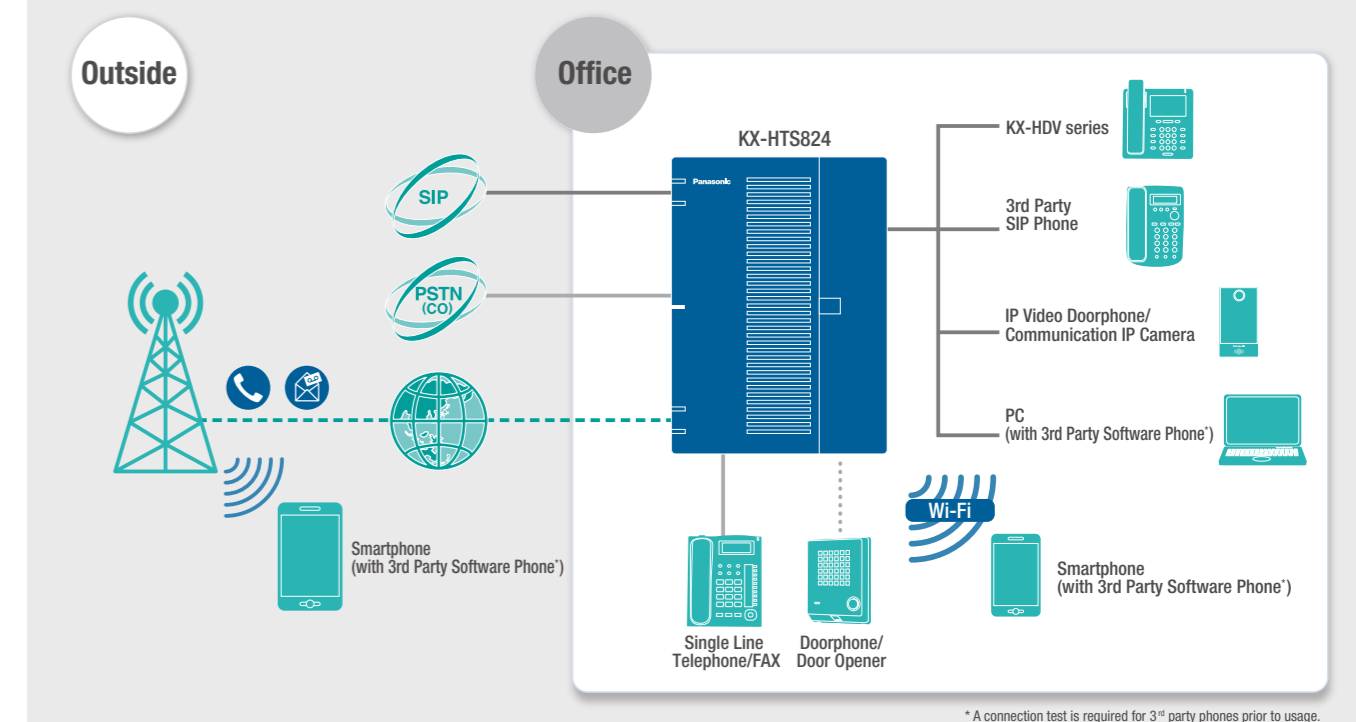 Outside
Office
KX-HTS824
Panasonic
SIP
PSTN
(CO)
KX-HDV series
3rd Party
SIP Phone
IP Video Doorphone/
Communication IP Camera
PC
(with 3rd Party Software Phone*)
Wi-Fi
Smartphone
(with 3rd Party Software Phone*)
Smartphone
(with 3rd Party Software Phone*)
Single Line
Telephone/FAX
Doorphone/
Door Opener
* A connection test is required for 3rd party phones prior to usage.